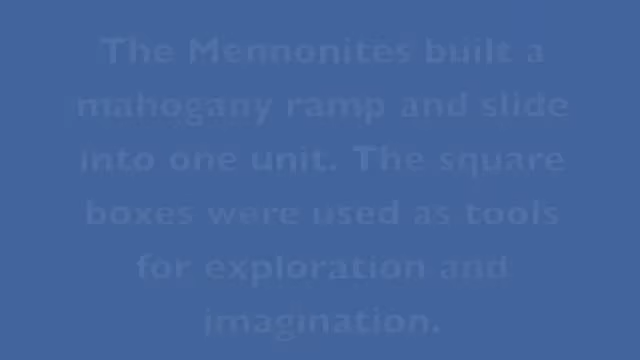 The Mennonites built a
mahogany ramp and slide
into one unit. The square
boxes were used as tools
for exploration and
imagination.